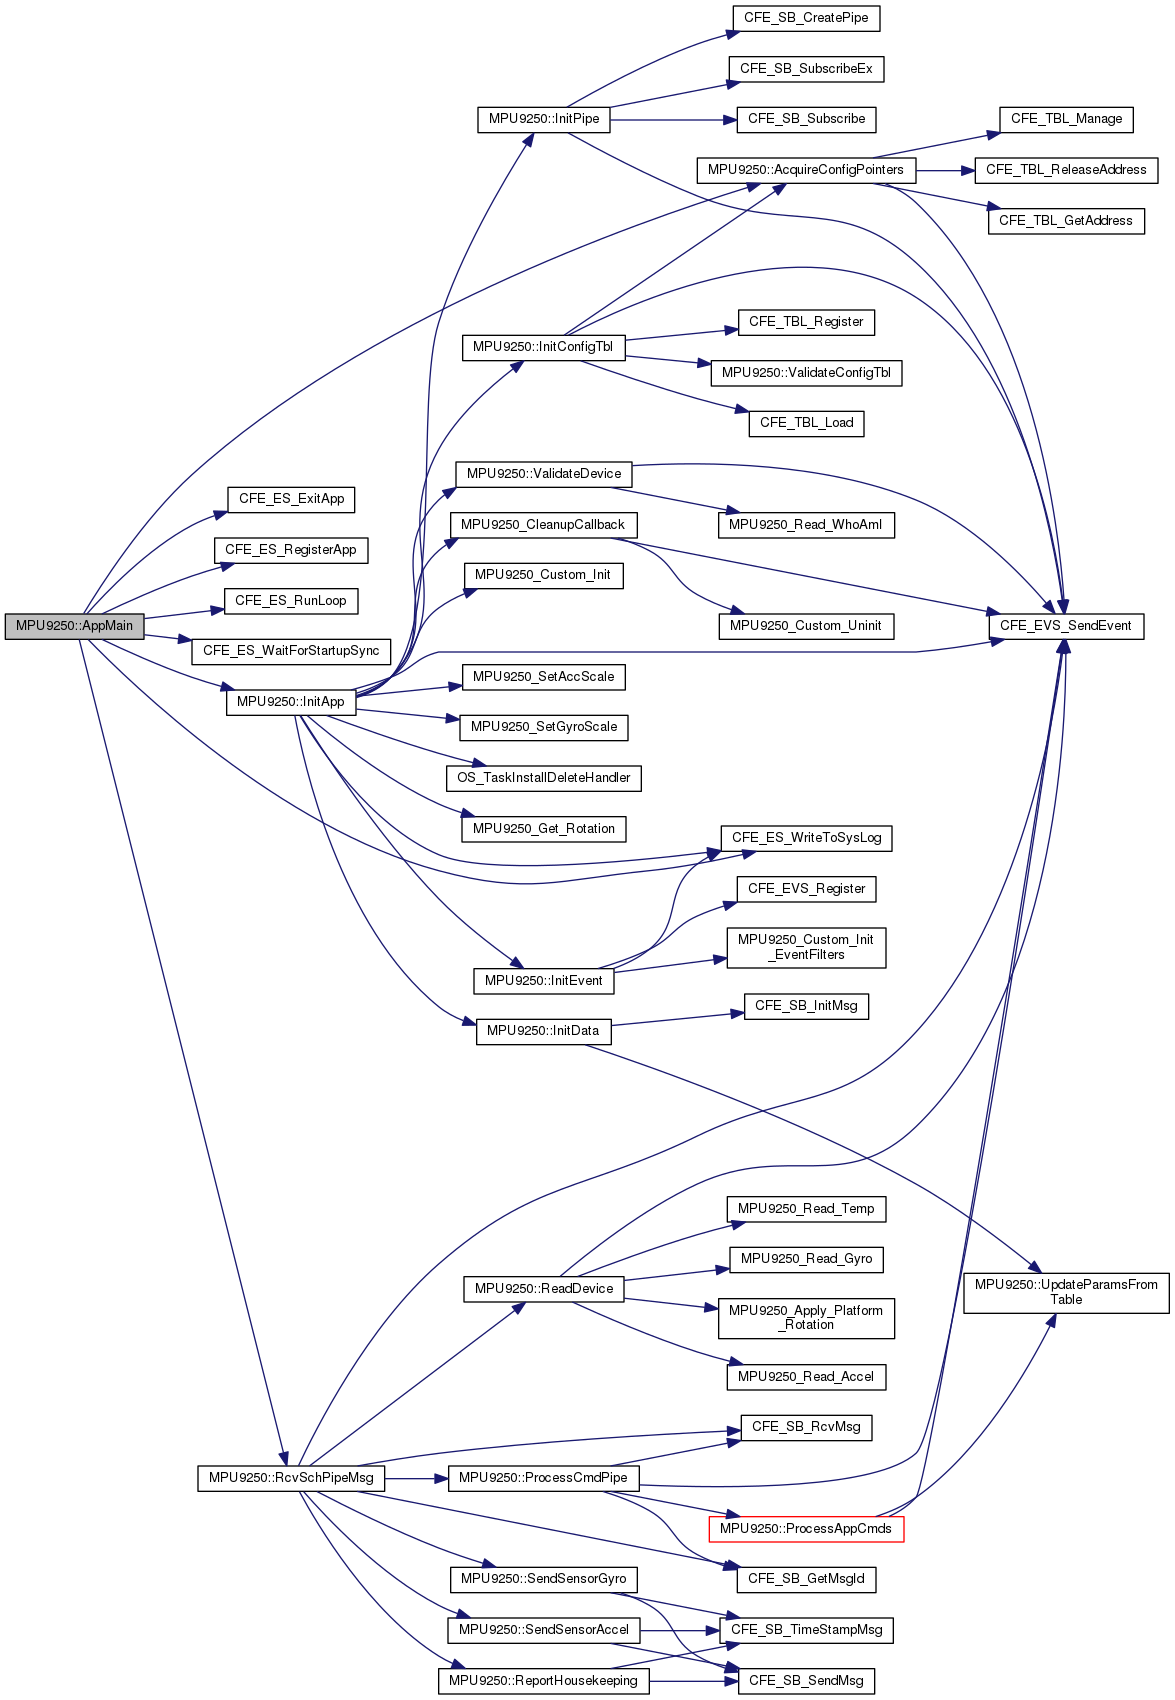 CFE_SB_CreatePipe
CFE_SB_SubscribeEx
MPU9250::InitPipe
CFE_SB_Subscribe
CFE_TBL_Manage
MPU9250::AcquireConfigPointers
CFE_TBL_ReleaseAddress
CFE_TBL_GetAddress
CFE_TBL_Register
MPU9250::InitConfigTbl
MPU9250::ValidateConfigTbl
CFE_TBL_Load
MPU9250::ValidateDevice
CFE_ES_ExitApp
MPU9250_CleanupCallback
MPU9250_Read_WhoAmI
CFE_ES_RegisterApp
MPU9250_Custom_Init
CFE_ES_RunLoop
MPU9250::AppMain
MPU9250_Custom_Uninit
CFE_EVS_SendEvent
CFE_ES_WaitForStartupSync
MPU9250_SetAccScale
MPU9250::InitApp
MPU9250_SetGyroScale
OS_TaskInstallDeleteHandler
MPU9250_Get_Rotation
CFE_ES_WriteToSysLog
CFE_EVS_Register
MPU9250_Custom_Init
_EventFilters
MPU9250::InitEvent
CFE_SB_InitMsg
MPU9250::InitData
MPU9250_Read_Temp
MPU9250_Read_Gyro
MPU9250::ReadDevice
MPU9250::UpdateParamsFrom
Table
MPU9250_Apply_Platform
_Rotation
MPU9250_Read_Accel
CFE_SB_RcvMsg
MPU9250::RcvSchPipeMsg
MPU9250::ProcessCmdPipe
MPU9250::ProcessAppCmds
MPU9250::SendSensorGyro
CFE_SB_GetMsgId
MPU9250::SendSensorAccel
CFE_SB_TimeStampMsg
MPU9250::ReportHousekeeping
CFE_SB_SendMsg